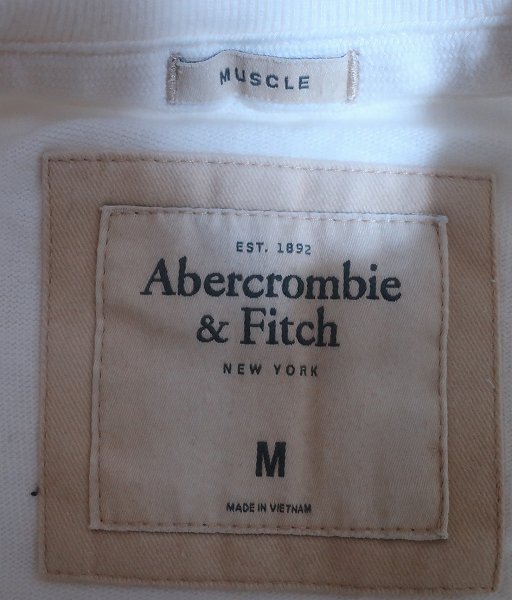 MUSCLE
EST. 1892
Abercrombie
& Fitch
NEW YORK
M
MADE IN VIETNAM